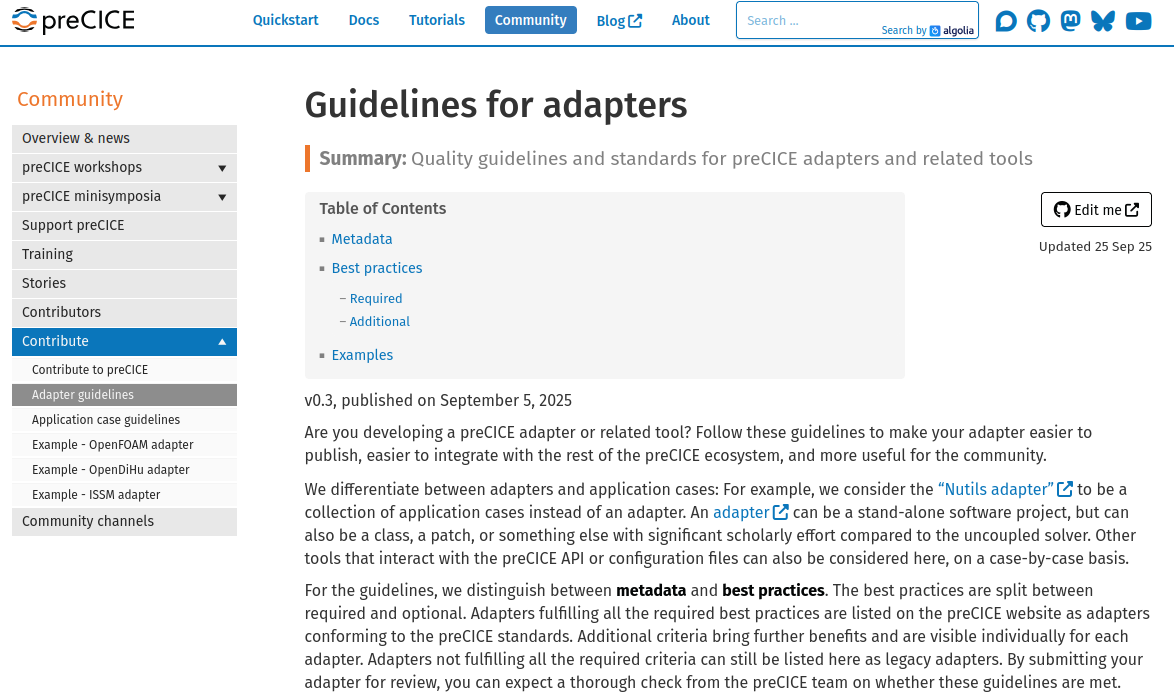 preCICE
Quickstart
Docs
Tutorials
Community
Blog
About
Search ...
Search by algolia
Community
Overview & news
preCICE workshops
preCICE minisymposia
Support preCICE
Training
Stories
Contributors
Contribute
Contribute to preCICE
Adapter guidelines
Application case guidelines
Example - OpenFOAM adapter
Example - OpenDiHu adapter
Example - ISSM adapter
Community channels
Guidelines for adapters
Summary: Quality guidelines and standards for preCICE adapters and related tools
Table of Contents
Metadata
Best practices
– Required
– Additional
Examples
Edit me
Updated 25 Sep 25
v0.3, published on September 5, 2025
Are you developing a preCICE adapter or related tool? Follow these guidelines to make your adapter easier to
publish, easier to integrate with the rest of the preCICE ecosystem, and more useful for the community.
We differentiate between adapters and application cases: For example, we consider the “Nutils adapter” to be a
collection of application cases instead of an adapter. An adapter can be a stand-alone software project, but can
also be a class, a patch, or something else with significant scholarly effort compared to the uncoupled solver. Other
tools that interact with the preCICE API or configuration files can also be considered here, on a case-by-case basis.
For the guidelines, we distinguish between metadata and best practices. The best practices are split between
required and optional. Adapters fulfilling all the required best practices are listed on the preCICE website as adapters
conforming to the preCICE standards. Additional criteria bring further benefits and are visible individually for each
adapter. Adapters not fulfilling all the required criteria can still be listed here as legacy adapters. By submitting your
adapter for review, you can expect a thorough check from the preCICE team on whether these guidelines are met.